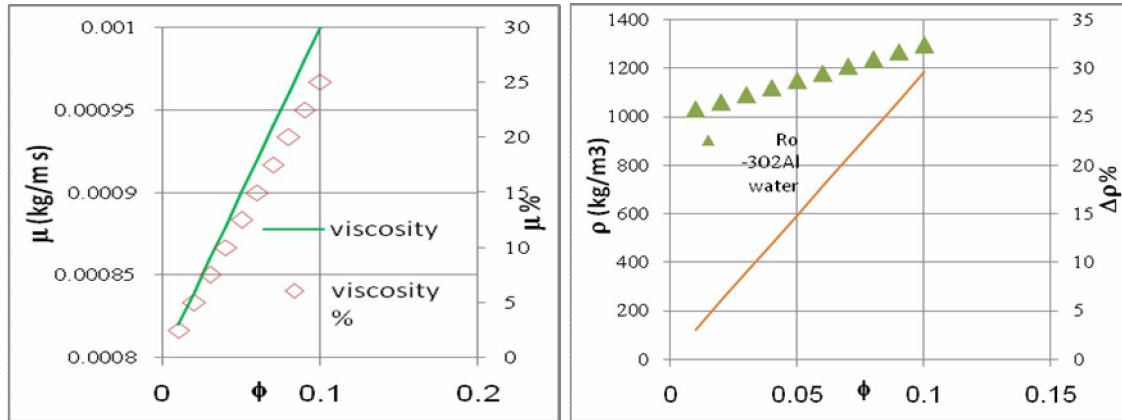 0.001
0.00095
0.0009
0.00085
0.0008
μ (kg/m s)
30
25
20
15
10
5
0
μ %
viscosity
viscosity
%
0 ϕ 0.1 0.2
1400
1200
1000
800
600
400
200
0
ρ (kg/m3)
35
30
25
20
15
10
5
0
Δρ%
Ro
-3O2Al
water
0 0.05 ϕ 0.1 0.15